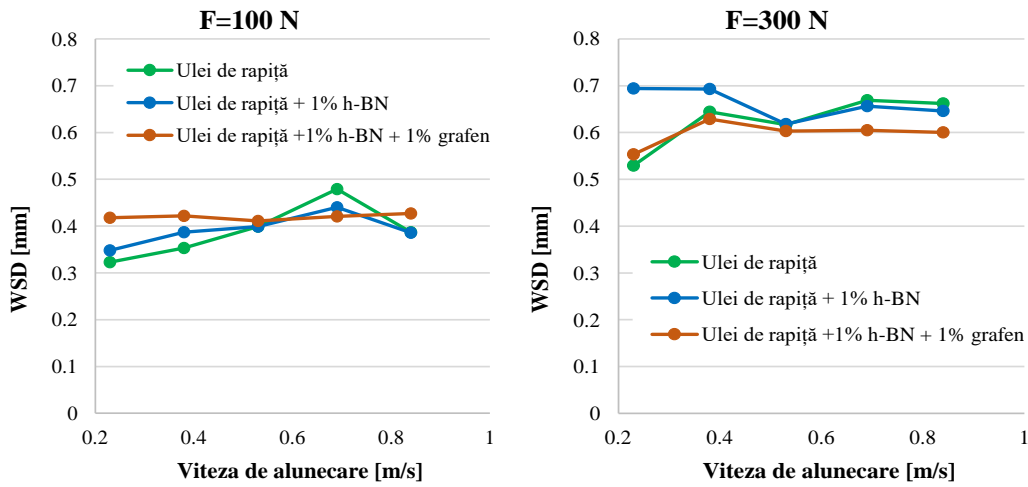 F=100 N
0.8
0.7
0.6
0.5
0.4
0.3
0.2
0.1
0
WSD [mm]
Ulei de rapiță
Ulei de rapiță + 1% h-BN
Ulei de rapiță +1% h-BN + 1% grafen
0.2 0.4 0.6 0.8 1
Viteza de alunecare [m/s]
F=300 N
0.8
0.7
0.6
0.5
0.4
0.3
0.2
0.1
0
WSD [mm]
Ulei de rapiță
Ulei de rapiță + 1% h-BN
Ulei de rapiță +1% h-BN + 1% grafen
0.2 0.4 0.6 0.8 1
Viteza de alunecare [m/s]